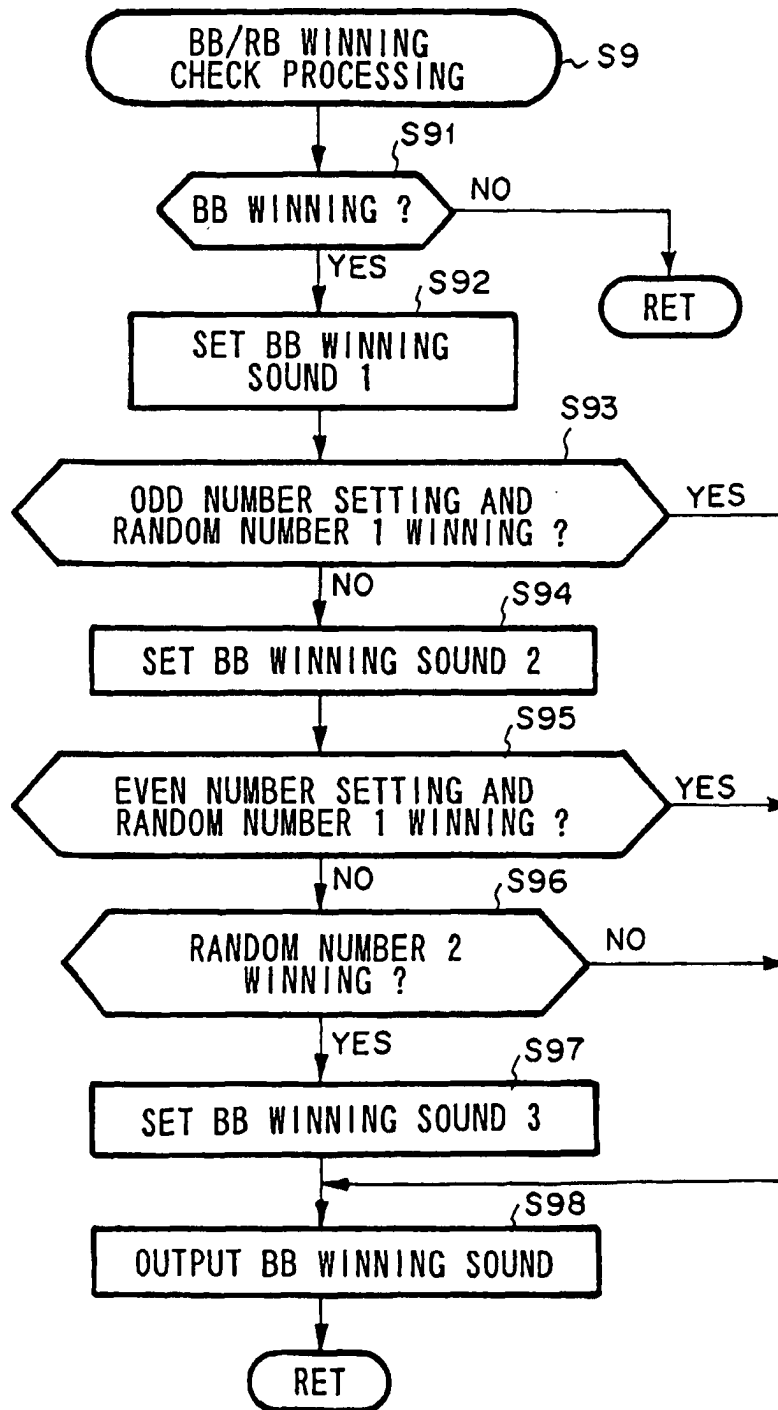 BB/RB WINNING
CHECK PROCESSING
S9
S91
BB WINNING ?
NO
YES
RET
S92
SET BB WINNING
SOUND 1
S93
ODD NUMBER SETTING AND
RANDOM NUMBER 1 WINNING ?
YES
NO
S94
SET BB WINNING SOUND 2
S95
EVEN NUMBER SETTING AND
RANDOM NUMBER 1 WINNING ?
YES
NO
S96
RANDOM NUMBER 2
WINNING ?
NO
YES
S97
SET BB WINNING SOUND 3
S98
OUTPUT BB WINNING SOUND
RET